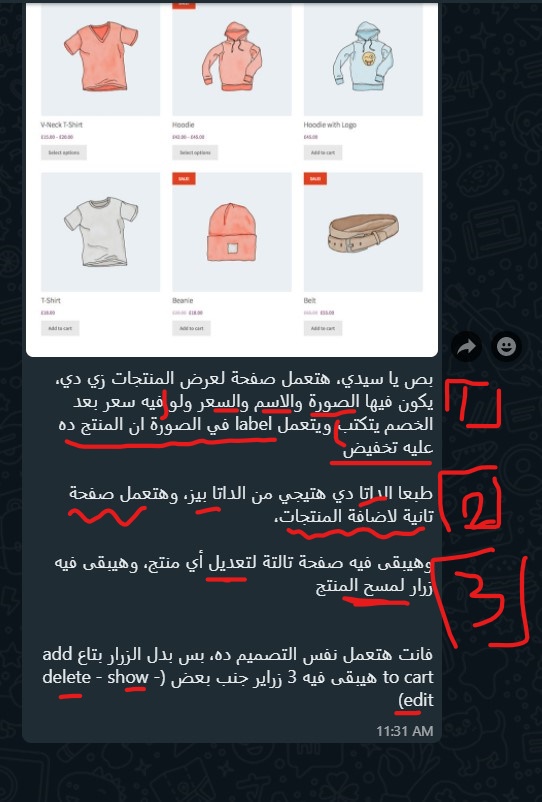 SALE!
V-Neck T-Shirt
Hoodie
Hoodie with Logo
£15.00 – £20.00
£42.00 – £45.00
£45.00
Select options
Select options
Add to cart
SALE!
SALE!
T-Shirt
Beanie
Belt
£18.00
£18.00
£55.00
Add to cart
Add to cart
Add to cart
بص يا سيدي، هتعمل صفحة لعرض المنتجات زي دي،
يكون فيها الصورة والاسم والسعر ولو فيه سعر بعد
الخصم يتكتب ويتعمل label في الصورة ان المنتج ده
عليه تخفيض
1
طبعا الداتا دي هتيجي من الداتا بيز، وهتعمل صفحة
تانية لاضافة المنتجات،
2
وهيبقى فيه صفحة تالتة لتعديل أي منتج، وهيبقى فيه
زرار لمسح المنتج
3
فانت هتعمل نفس التصميم ده، بس بدل الزرار بتاع add
to cart هيبقى فيه 3 زراير جنب بعض (- delete - show
edit)
11:31 AM